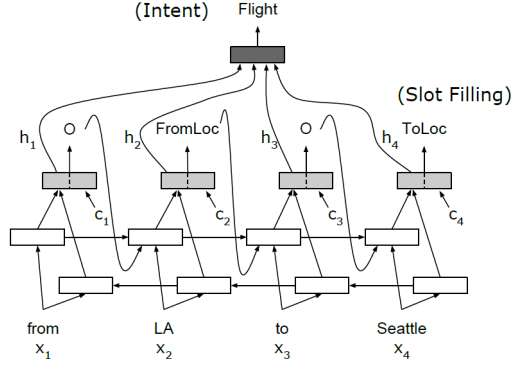 (Intent) Flight
(Slot Filling)
h1 O h2 FromLoc h3 O h4 ToLoc
c1 c2 c3 c4
from LA to Seattle
x1 x2 x3 x4